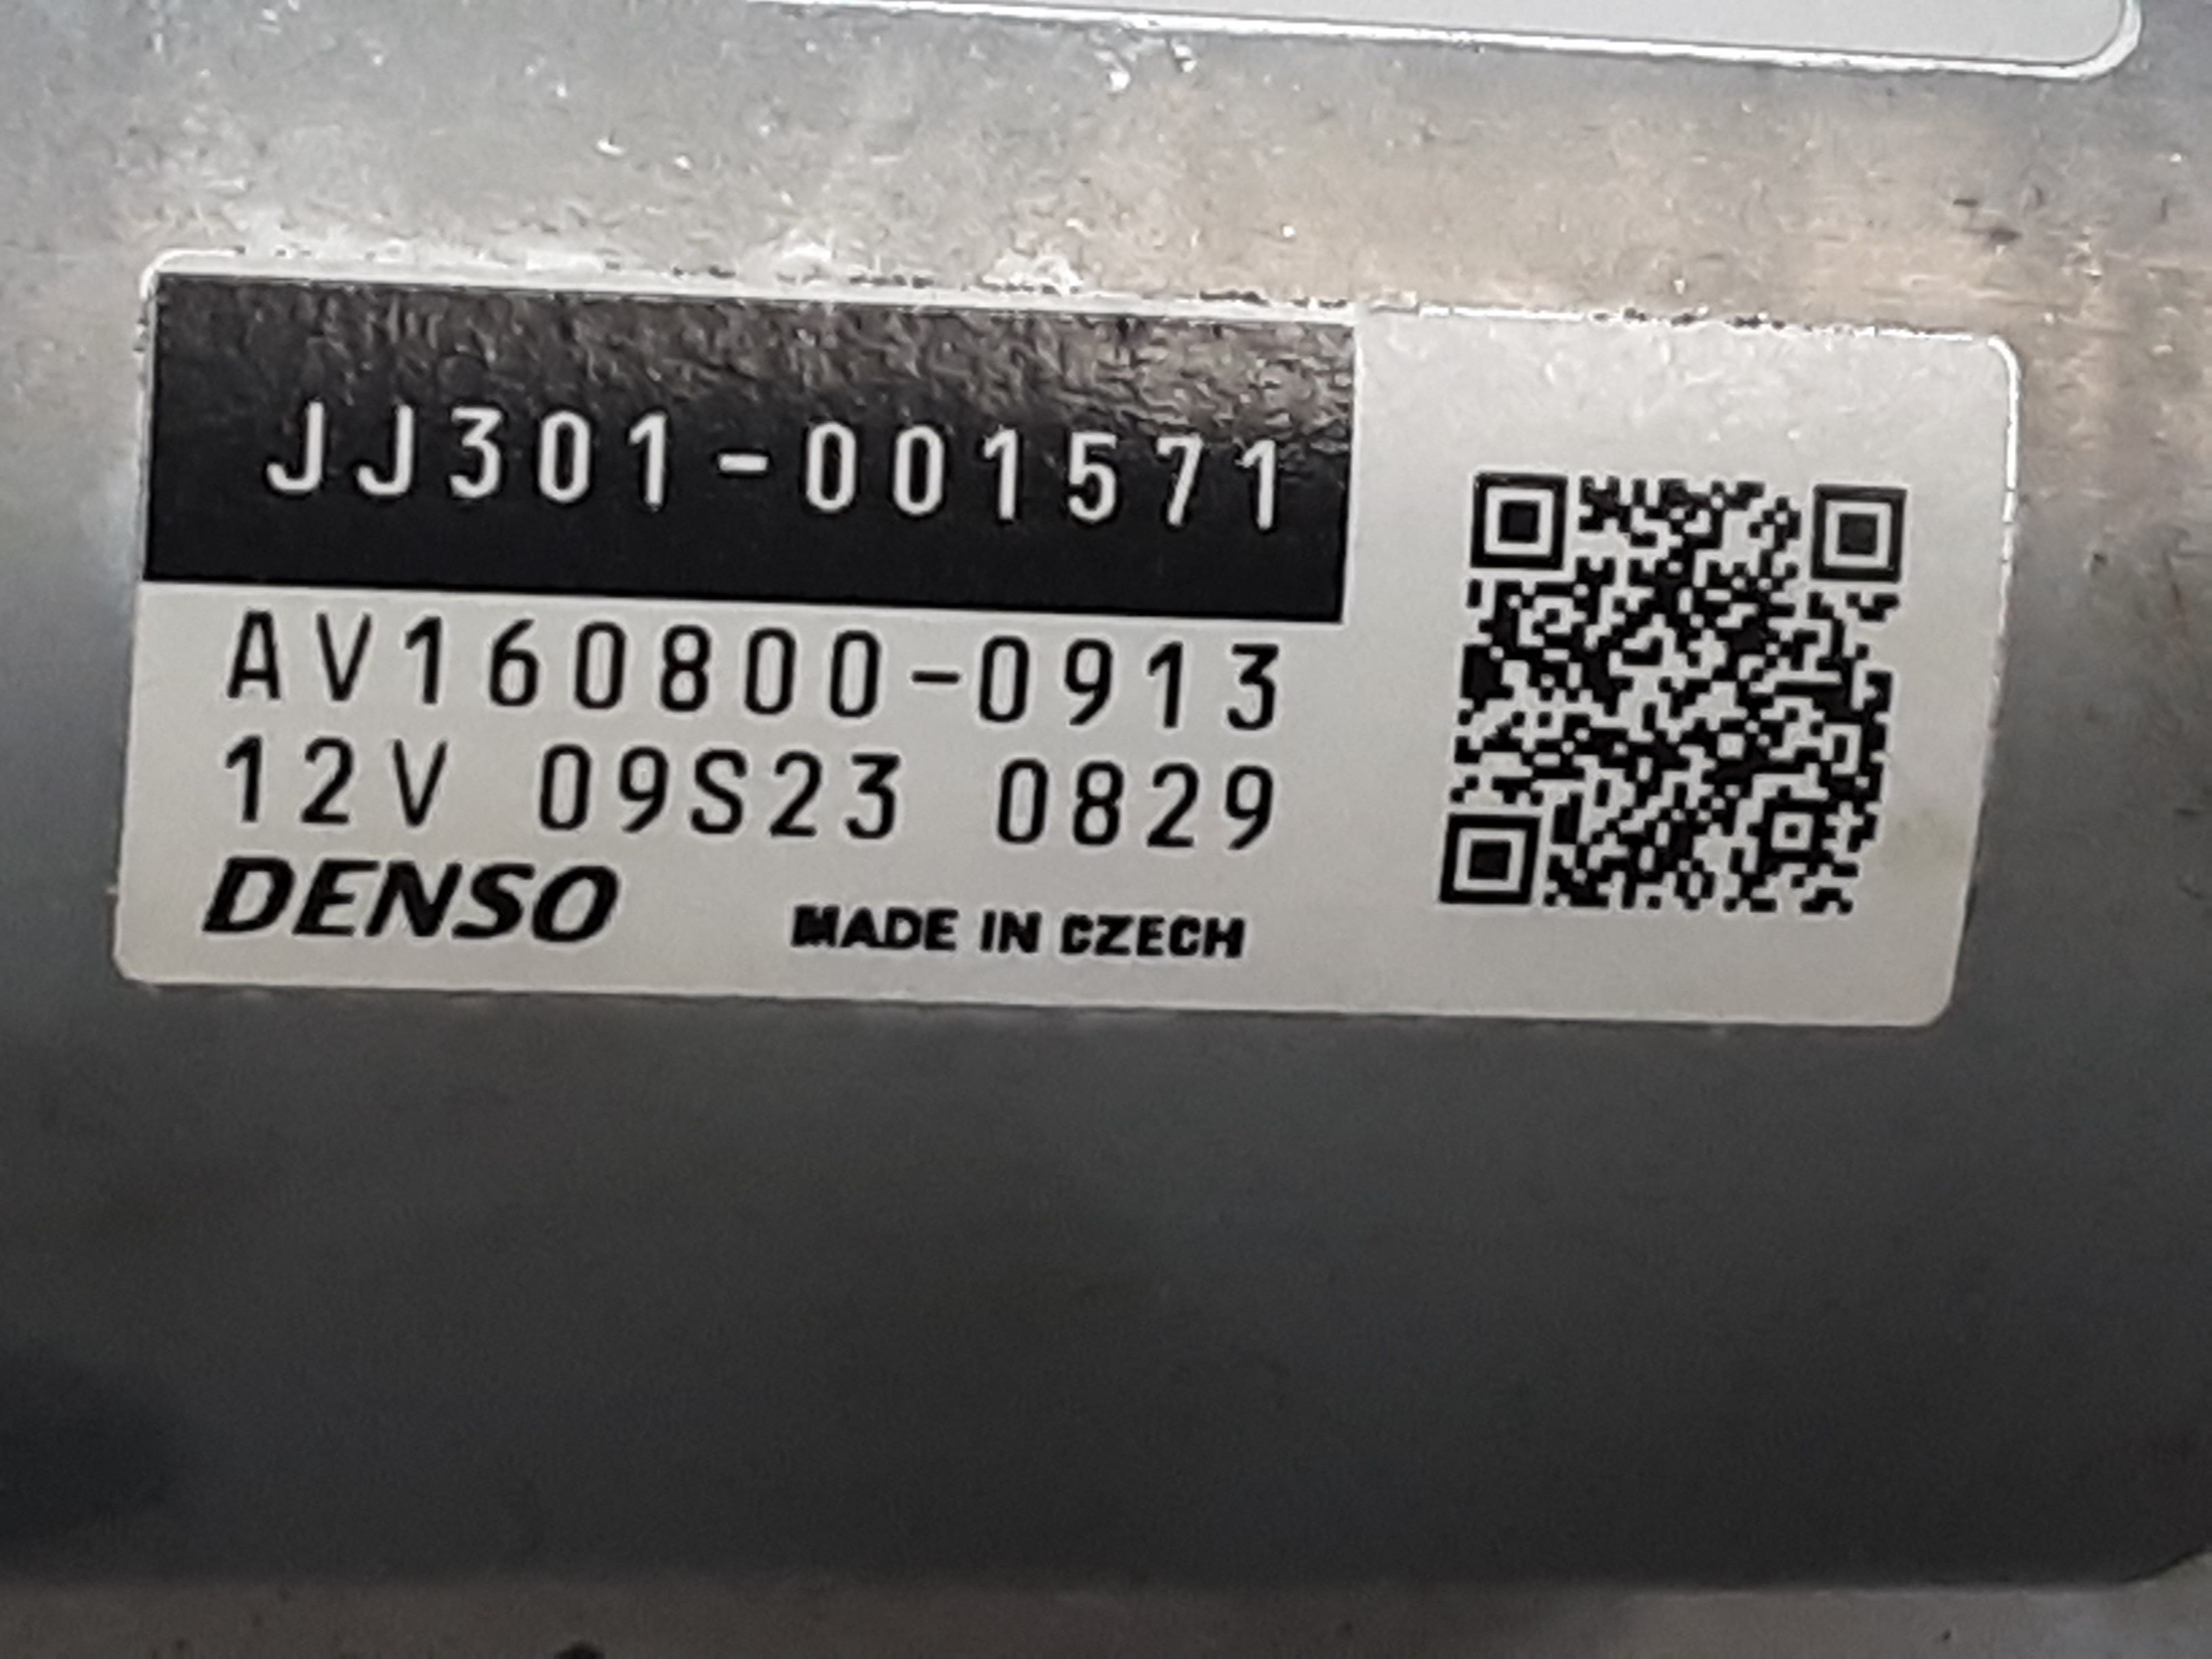 JJ301-001571
AV160800-0913
12V 09S23 0829
DENSO MADE IN CZECH